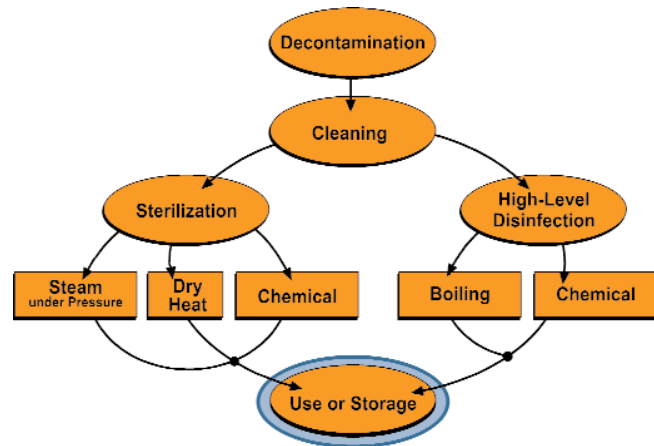 Decontamination
Cleaning
Sterilization
High-Level
Disinfection
Steam
under Pressure
Dry
Heat
Chemical
Boiling
Chemical
Use or Storage